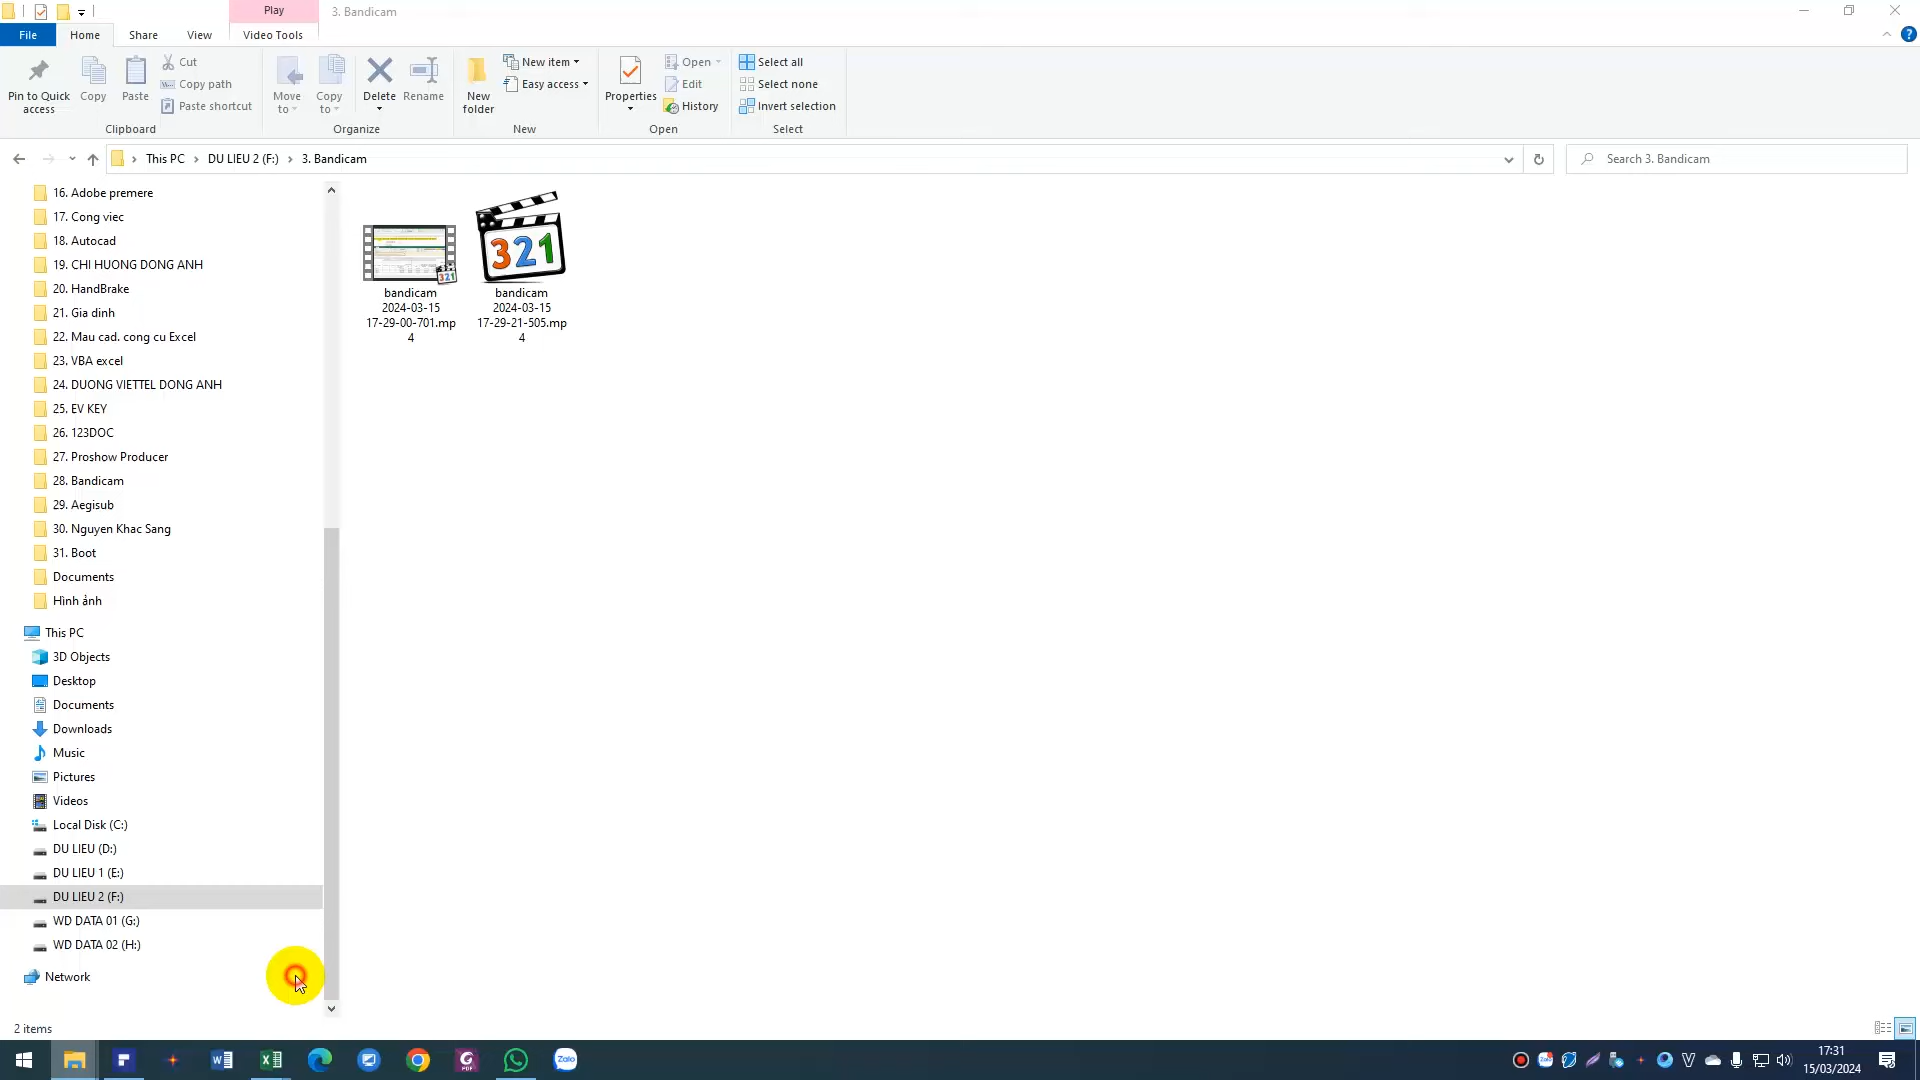 Play
3. Bandicam
File
Home
Share
View
Video Tools
Pin to Quick
access
Copy
Paste
Cut
Copy path
Paste shortcut
Clipboard
Move
to
Copy
to
Delete
Rename
Organize
New
folder
New item
Easy access
New
Properties
Open
Edit
History
Open
Select all
Select none
Invert selection
Select
This PC
DU LIEU 2 (F:)
3. Bandicam
Search 3. Bandicam
16. Adobe premere
17. Cong viec
18. Autocad
19. CHI HUONG DONG ANH
20. HandBrake
21. Gia dinh
22. Mau cad. cong cu Excel
23. VBA excel
24. DUONG VIETTEL DONG ANH
25. EV KEY
26. 123DOC
27. Proshow Producer
28. Bandicam
29. Aegisub
30. Nguyen Khac Sang
31. Boot
Documents
Hình ảnh
This PC
3D Objects
Desktop
Documents
Downloads
Music
Pictures
Videos
Local Disk (C:)
DU LIEU (D:)
DU LIEU 1 (E:)
DU LIEU 2 (F:)
WD DATA 01 (G:)
WD DATA 02 (H:)
Network
321
bandicam
2024-03-15
17-29-00-701.mp
4
321
bandicam
2024-03-15
17-29-21-505.mp
4
2 items
Zalo
17:31
15/03/2024